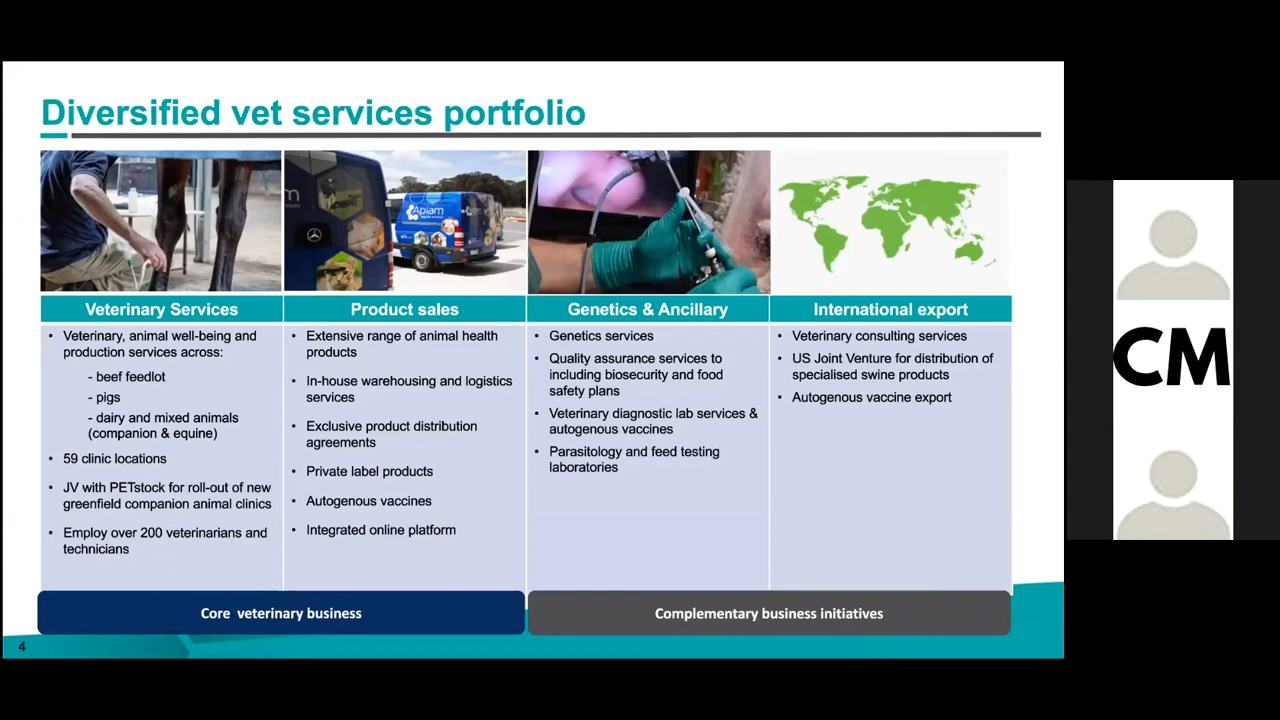 Diversified vet services portfolio
Apiam
Veterinary Services
• Veterinary, animal well-being and
production services across:
- beef feedlot
- pigs
- dairy and mixed animals
(companion & equine)
• 59 clinic locations
• JV with PETstock for roll-out of new
greenfield companion animal clinics
• Employ over 200 veterinarians and
technicians
Product sales
• Extensive range of animal health
products
• In-house warehousing and logistics
services
• Exclusive product distribution
agreements
• Private label products
• Autogenous vaccines
• Integrated online platform
Genetics & Ancillary
• Genetics services
• Quality assurance services to
including biosecurity and food
safety plans
• Veterinary diagnostic lab services &
autogenous vaccines
• Parasitology and feed testing
laboratories
International export
• Veterinary consulting services
• US Joint Venture for distribution of
specialised swine products
• Autogenous vaccine export
Core veterinary business
Complementary business initiatives
4
CM